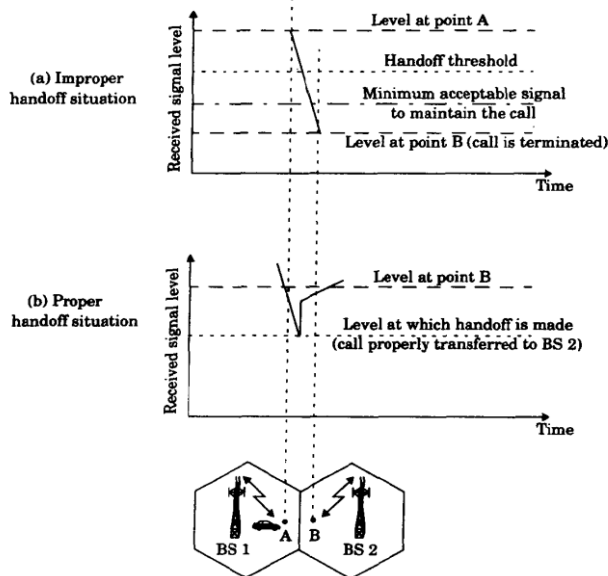 Level at point A
Handoff threshold
(a) Improper
handoff situation
Minimum acceptable signal
to maintain the call
Level at point B (call is terminated)
Received signal level
Time
Level at point B
(b) Proper
handoff situation
Level at which handoff is made
(call properly transferred to BS 2)
Received signal level
Time
A
B
BS 1
BS 2